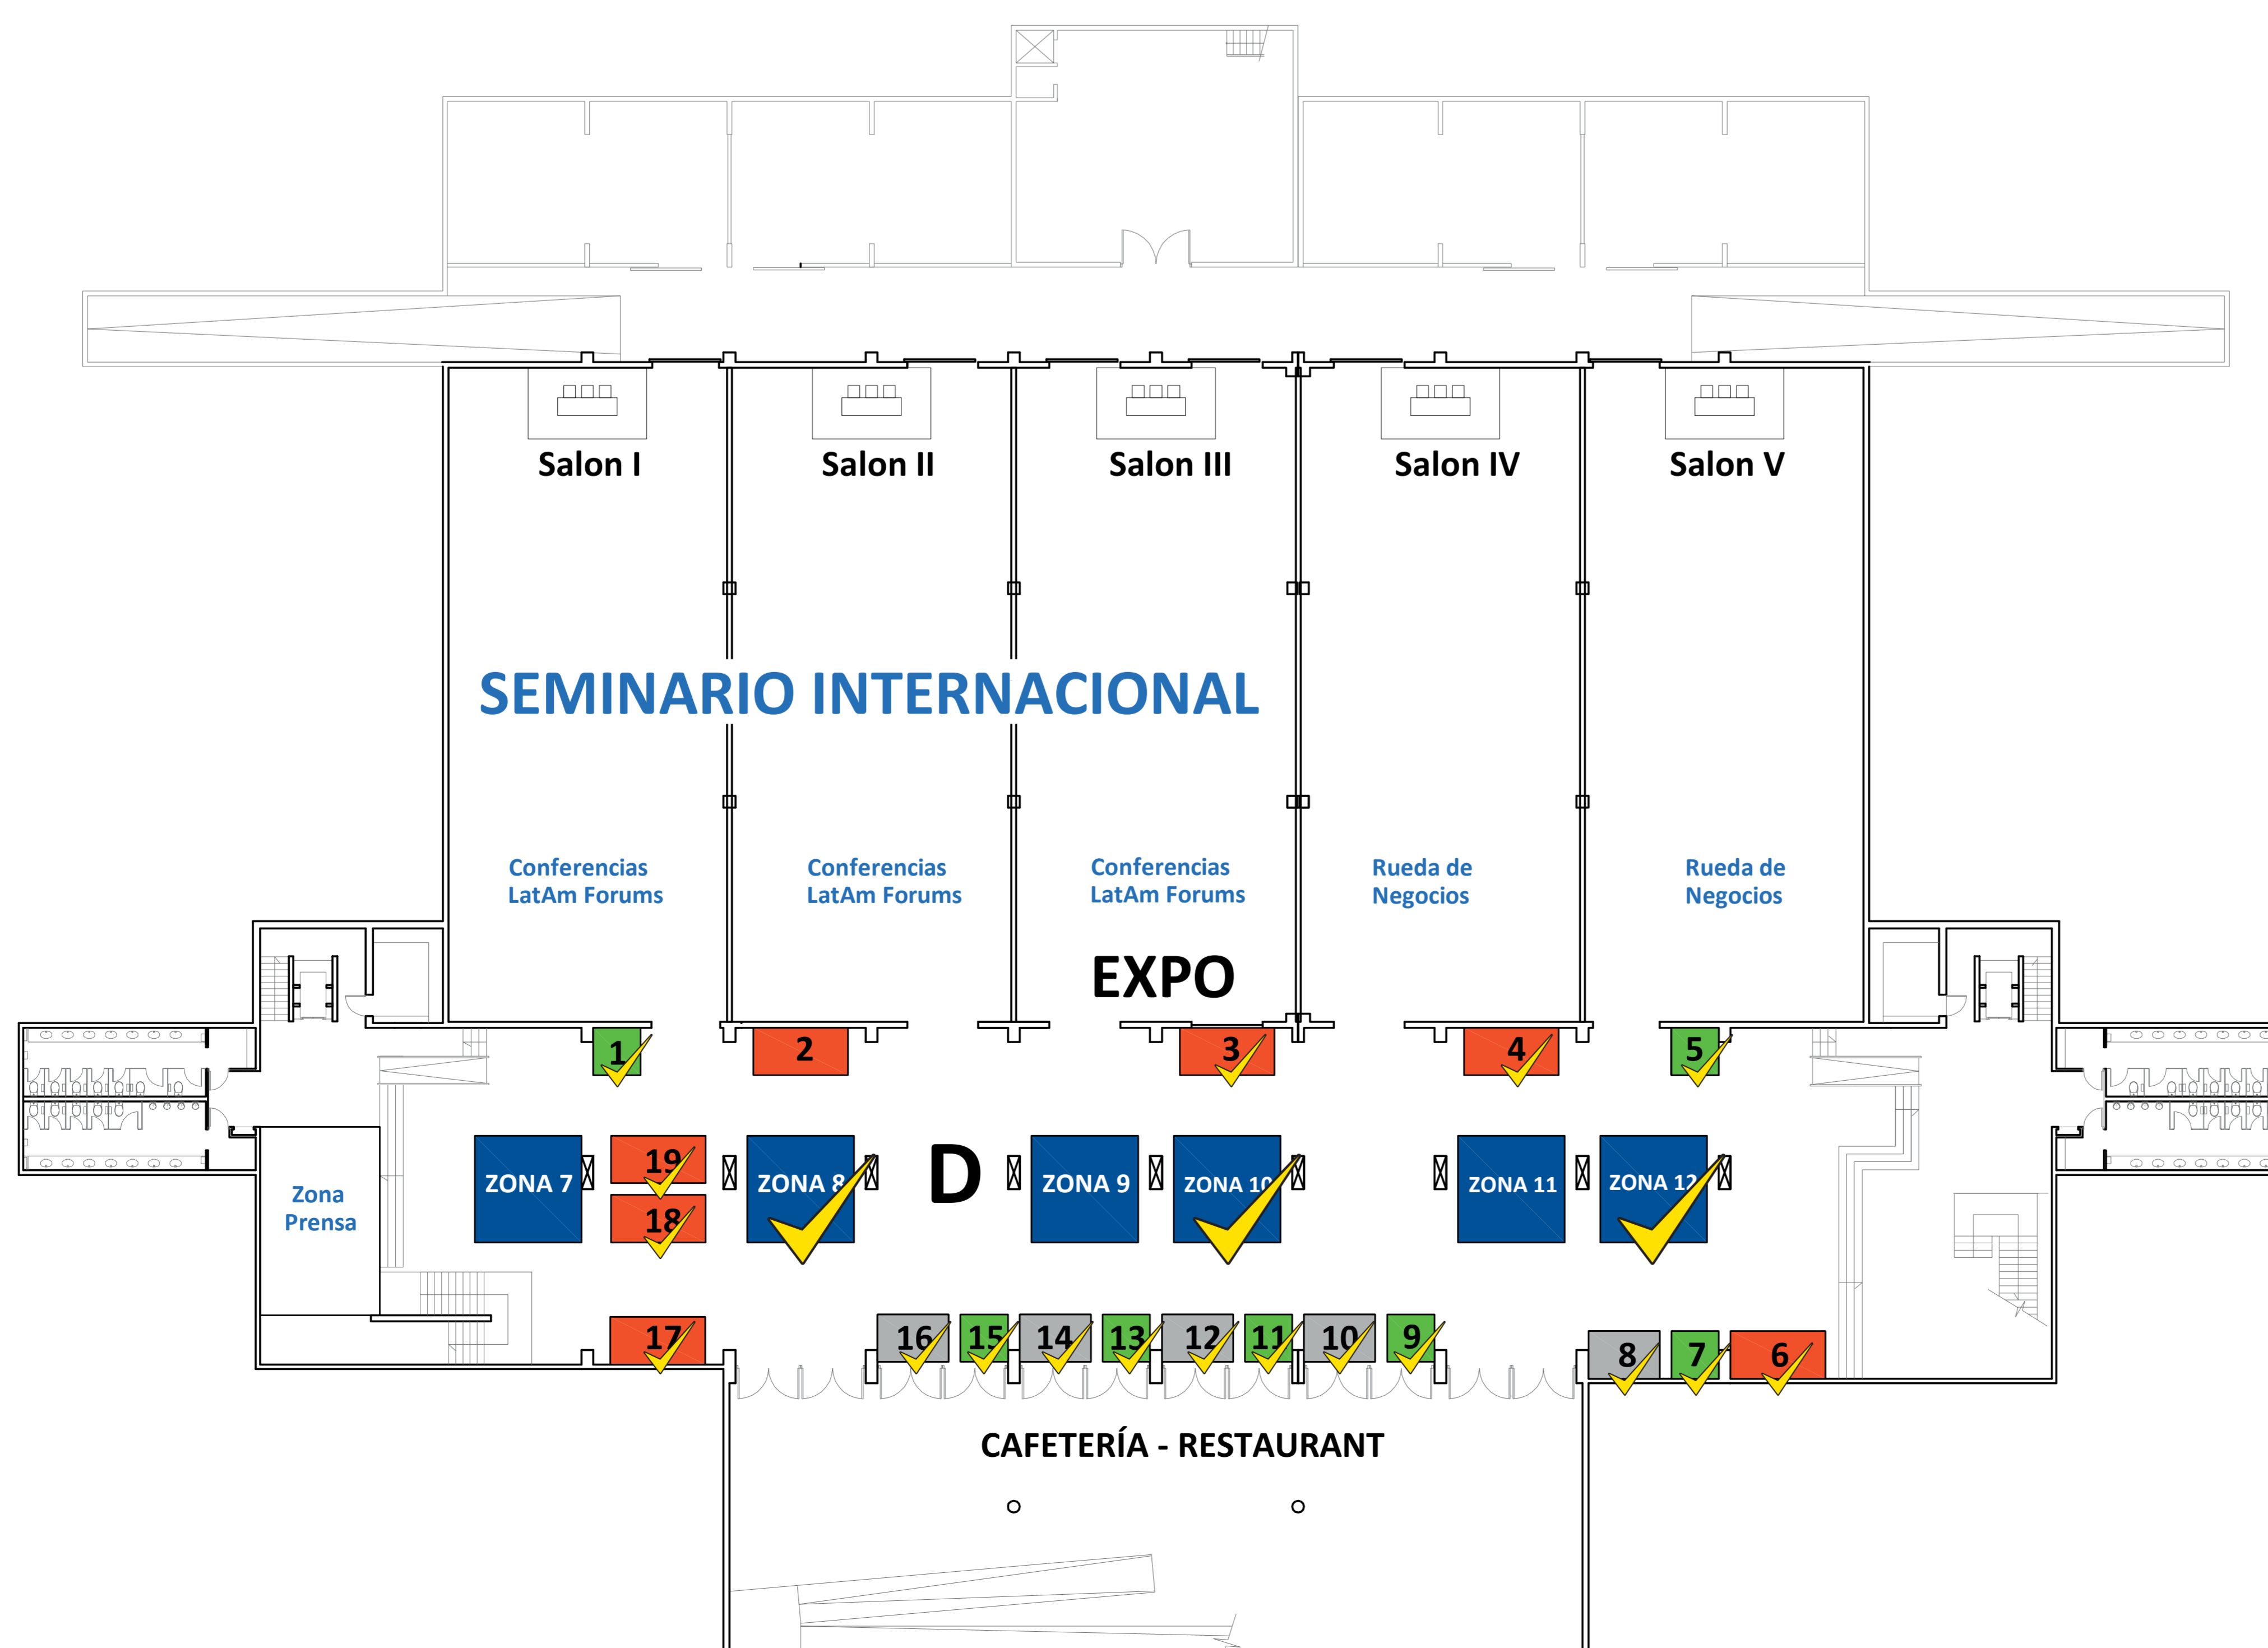 Salon I
Salon II
Salon III
Salon IV
Salon V
SEMINARIO INTERNACIONAL
Conferencias
LatAm Forums
Conferencias
LatAm Forums
Conferencias
LatAm Forums
Rueda de
Negocios
Rueda de
Negocios
EXPO
1
2
3
4
5
Zona
Prensa
ZONA 7
19
18
ZONA 8
D
ZONA 9
ZONA 10
ZONA 11
ZONA 12
17
16
15
14
13
12
11
10
9
8
7
6
CAFETERÍA - RESTAURANT